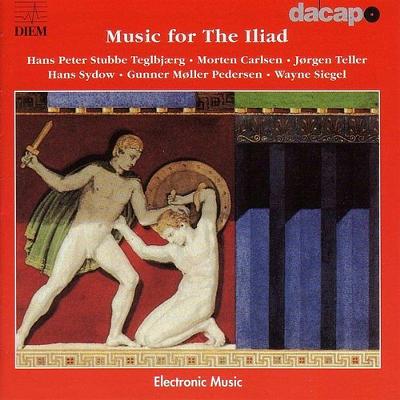 DIEM
dacapo
Music for The Iliad
Hans Peter Stubbe Teglbjærg · Morten Carlsen · Jørgen Teller
Hans Sydow · Gunner Møller Pedersen · Wayne Siegel
Electronic Music